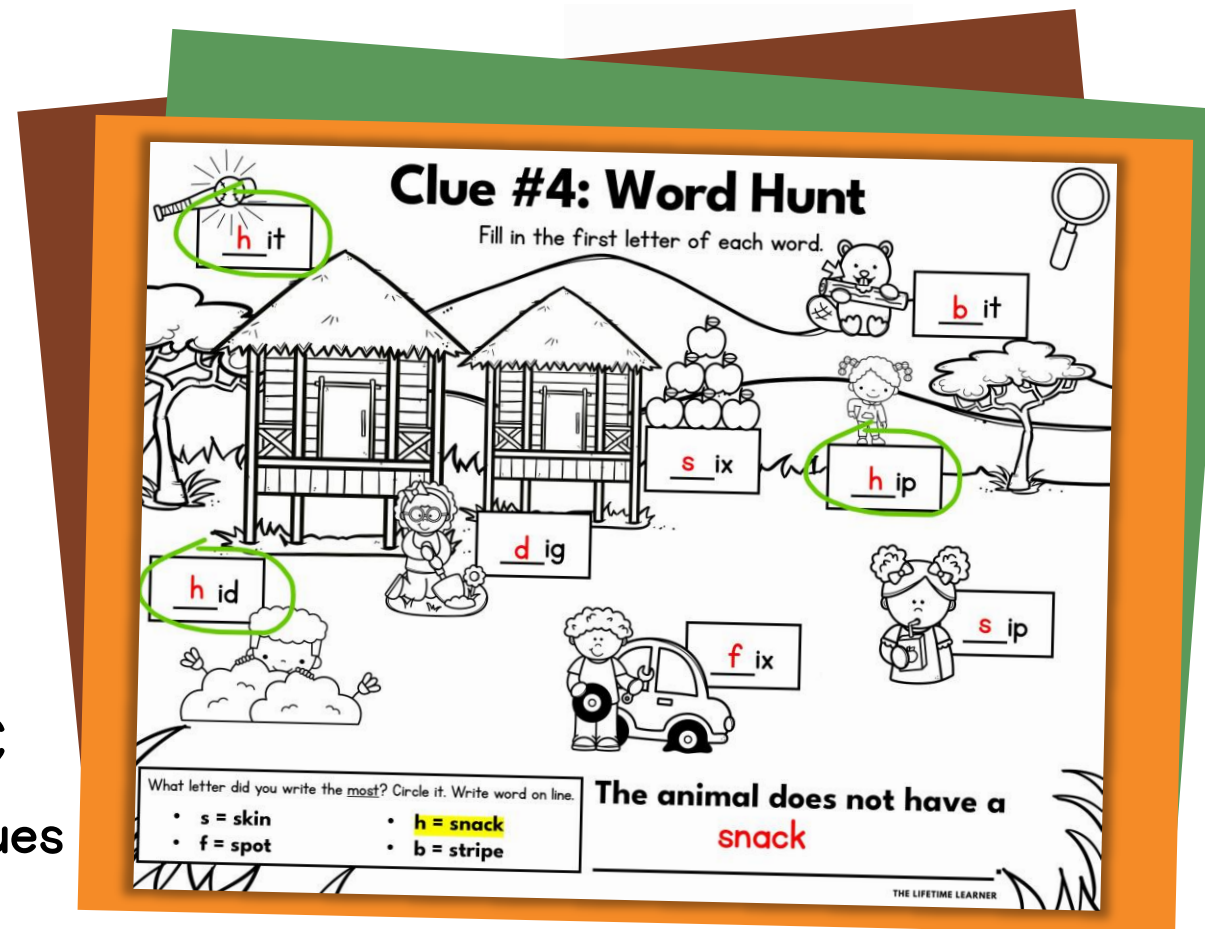 Clue #4: Word Hunt
Fill in the first letter of each word.
h it
b it
s ix
h ip
d ig
h id
s ip
f ix
What letter did you write the most? Circle it. Write word on line.
• s = skin
• h = snack
• f = spot
• b = stripe
The animal does not have a
snack
.
THE LIFETIME LEARNER